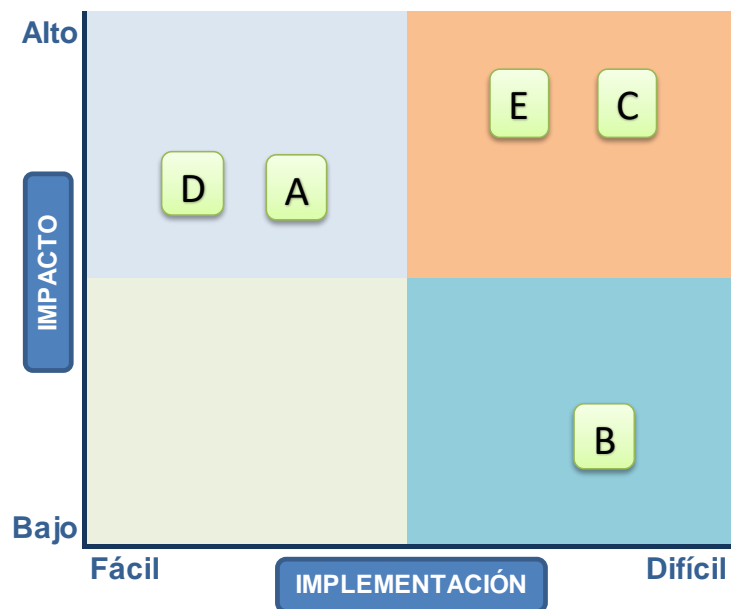 Alto
E C
D A
IMPACTO
B
Bajo
Fácil Difícil
IMPLEMENTACIÓN